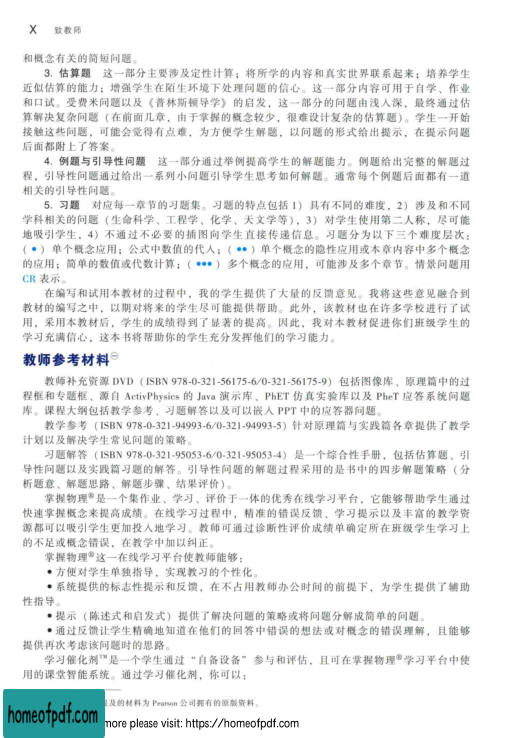 X 致教师
和概念有关的简短问题。
3. 估算题 这一部分主要涉及定性计算；将所学的内容和真实世界联系起来；培养学生
近似估算的能力；增强学生在陌生环境下处理问题的信心。这一部分内容可用于自学、作业
和口试。受费米问题以及《普林斯顿导学》的启发，这一部分的问题由浅入深，最终通过估
算解决复杂问题（在前面几章，由于掌握的概念较少，很难设计复杂的估算题）。学生一开始
接触这些问题，可能会觉得有点难，为方便学生解题，以问题的形式给出提示，在提示问题
后面都附上了答案。
4. 例题与引导性问题 这一部分通过举例提高学生的解题能力。例题给出完整的解题过
程，引导性问题通过给出一系列小问题引导学生思考如何解题。通常每个例题后面都有一道
相关的引导性问题。
5. 习题 对应每一章节的习题集。习题的特点包括 1）具有不同的难度，2）涉及和不同
学科相关的问题（生命科学、工程学、化学、天文学等），3）对学生使用第二人称，尽可能
地吸引学生，4）不通过不必要的插图向学生直接传递信息。习题分为以下三个难度层次：
（●）单个概念应用；公式中数值的代入；（●●）单个概念的隐性应用或本章内容中多个概念
的应用；简单的数值或代数计算；（●●●）多个概念的应用，可能涉及多个章节。情景问题用
CR 表示。
在编写和试用本教材的过程中，我的学生提供了大量的反馈意见。我将这些意见融合到
教材的编写之中，以期对将来的学生尽可能提供帮助。此外，该教材也在许多学校进行了试
用，采用本教材后，学生的成绩得到了显著的提高。因此，我对本教材促进你们班级学生的
学习充满信心，这本书将帮助你的学生充分发挥他们的学习能力。
教师参考材料㊀
教师补充资源 DVD（ISBN 978-0-321-56175-6/0-321-56175-9）包括图像库、原理篇中的过
程框和专题框、源自 ActivPhysics 的 Java 演示库、PhET 仿真实验库以及 PheT 应答系统问题
库。课程大纲包括教学参考、习题解答以及可以嵌入 PPT 中的应答器问题。
教学参考（ISBN 978-0-321-94993-6/0-321-94993-5）针对原理篇与实践篇各章提供了教学
计划以及解决学生常见问题的策略。
习题解答（ISBN 978-0-321-95053-6/0-321-95053-4）是一个综合性手册，包括估算题、引
导性问题以及实践篇习题的解答。引导性问题的解题过程采用的是书中的四步解题策略（分
析题意、解题思路、解题步骤、结果评价）。
掌握物理®是一个集作业、学习、评价于一体的优秀在线学习平台，它能够帮助学生通过
快速掌握概念来提高成绩。在线学习过程中，精准的错误反馈、学习提示以及丰富的教学资
源都可以吸引学生更加投入地学习。教师可通过诊断性评价成绩单确定所在班级学生学习上
的不足或概念错误，在教学中加以纠正。
掌握物理®这一在线学习平台使教师能够：
●方便对学生单独指导，实现教习的个性化。
●系统提供的标志性提示和反馈，在不占用教师办公时间的前提下，为学生提供了辅助
性指导。
●提示（陈述式和启发式）提供了解决问题的策略或将问题分解成简单的问题。
●通过反馈让学生精确地知道在他们的回答中错误的想法或对概念的错误理解，且能够
提供再次考虑该问题时的思路。
学习催化剂™是一个学生通过“自备设备”参与和评估，且可在掌握物理®学习平台中使
用的课堂智能系统。通过学习催化剂，你可以：
及的材料为 Pearson 公司拥有的原版资料。
homeofpdf.com
more please visit: https://homeofpdf.com